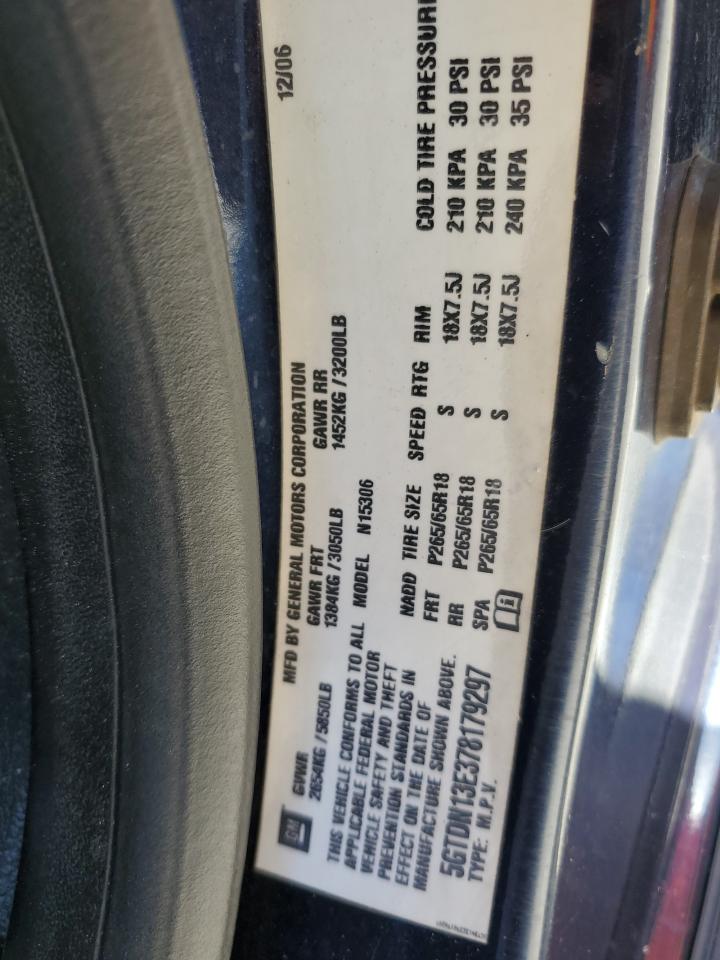 GM
MFD BY GENERAL MOTORS CORPORATION 12/06
GVWR GAWR FRT GAWR RR
2654KG / 5850LB 1384KG / 3050LB 1452KG / 3200LB
THIS VEHICLE CONFORMS TO ALL MODEL N15306
APPLICABLE FEDERAL MOTOR
VEHICLE SAFETY AND THEFT
PREVENTION STANDARDS IN
EFFECT ON THE DATE OF
MANUFACTURE SHOWN ABOVE.
5GTDN13E378179297
TYPE: M.P.V.
NADD TIRE SIZE SPEED RTG RIM COLD TIRE PRESSURE
FRT P265/65R18 S 18X7.5J 210 KPA 30 PSI
RR P265/65R18 S 18X7.5J 210 KPA 30 PSI
SPA P265/65R18 S 18X7.5J 240 KPA 35 PSI